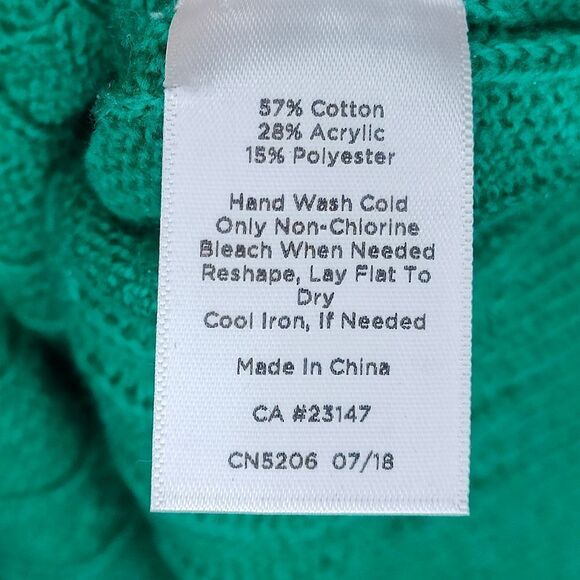 57% Cotton
28% Acrylic
15% Polyester
Hand Wash Cold
Only Non-Chlorine
Bleach When Needed
Reshape, Lay Flat To
Dry
Cool Iron, If Needed
Made In China
CA #23147
CN5206 07/18